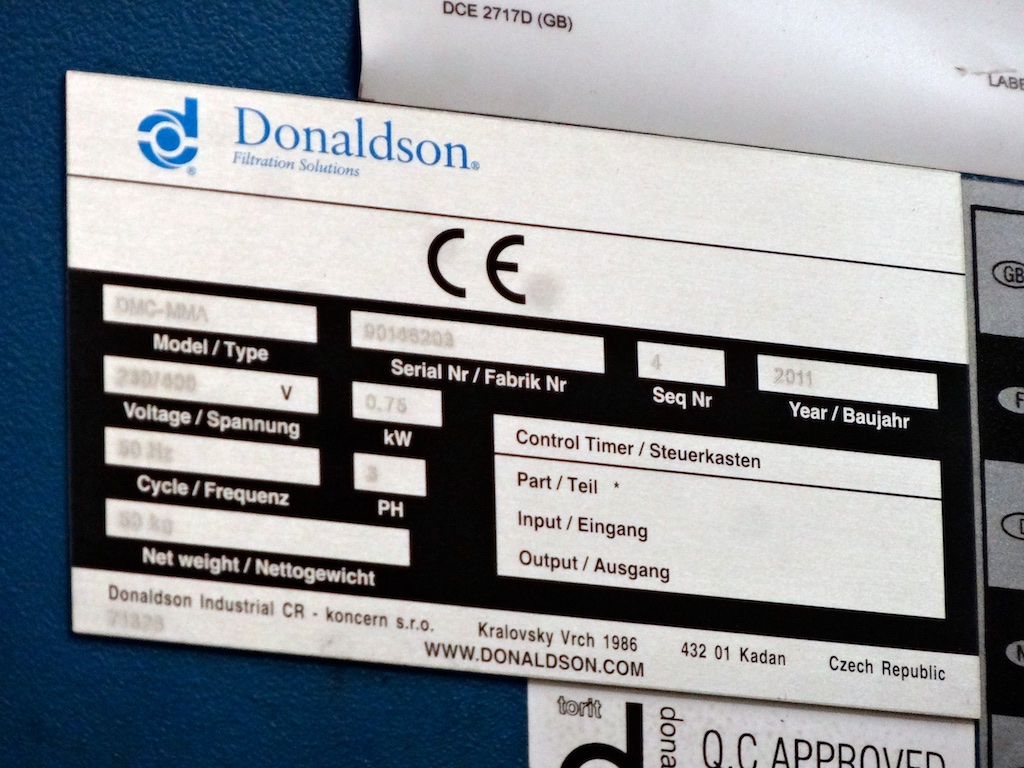 DCE 2717D (GB)
Donaldson®
Filtration Solutions
CE
DMC-MMA
Model / Type
90146203
Serial Nr / Fabrik Nr
4
Seq Nr
2011
Year / Baujahr
230/400 V
Voltage / Spannung
0.75
kW
50 Hz
Cycle / Frequenz
3
PH
Net weight / Nettogewicht
Control Timer / Steuerkasten
Part / Teil *
Input / Eingang
Output / Ausgang
Donaldson Industrial CR - koncern s.r.o. Kralovsky Vrch 1986 432 01 Kadan Czech Republic
WWW.DONALDSON.COM
GB
torit
Q.C APPROVED